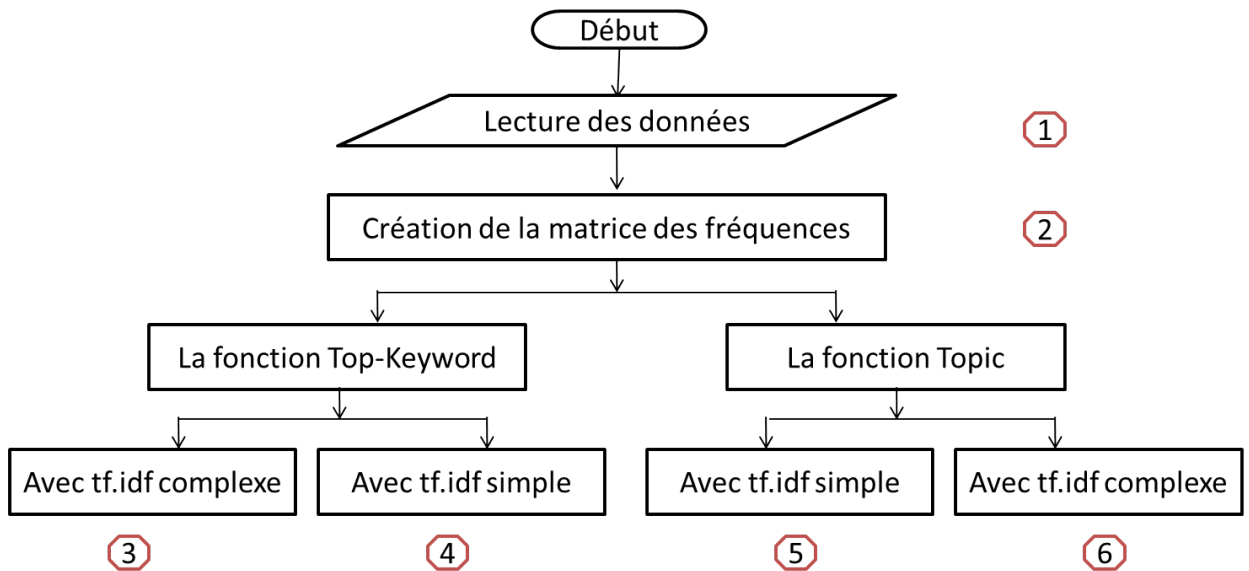 Début
Lecture des données
1
Création de la matrice des fréquences
2
La fonction Top-Keyword
La fonction Topic
Avec tf.idf complexe
Avec tf.idf simple
Avec tf.idf simple
Avec tf.idf complexe
3
4
5
6